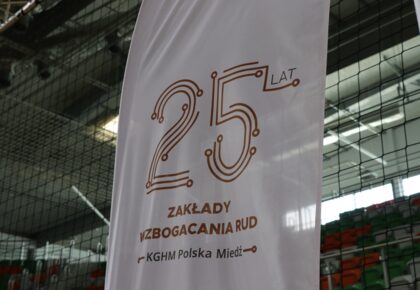 25 LAT
ZAKŁADY
WZBOGACANIA RUD
KGHM Polska Miedź